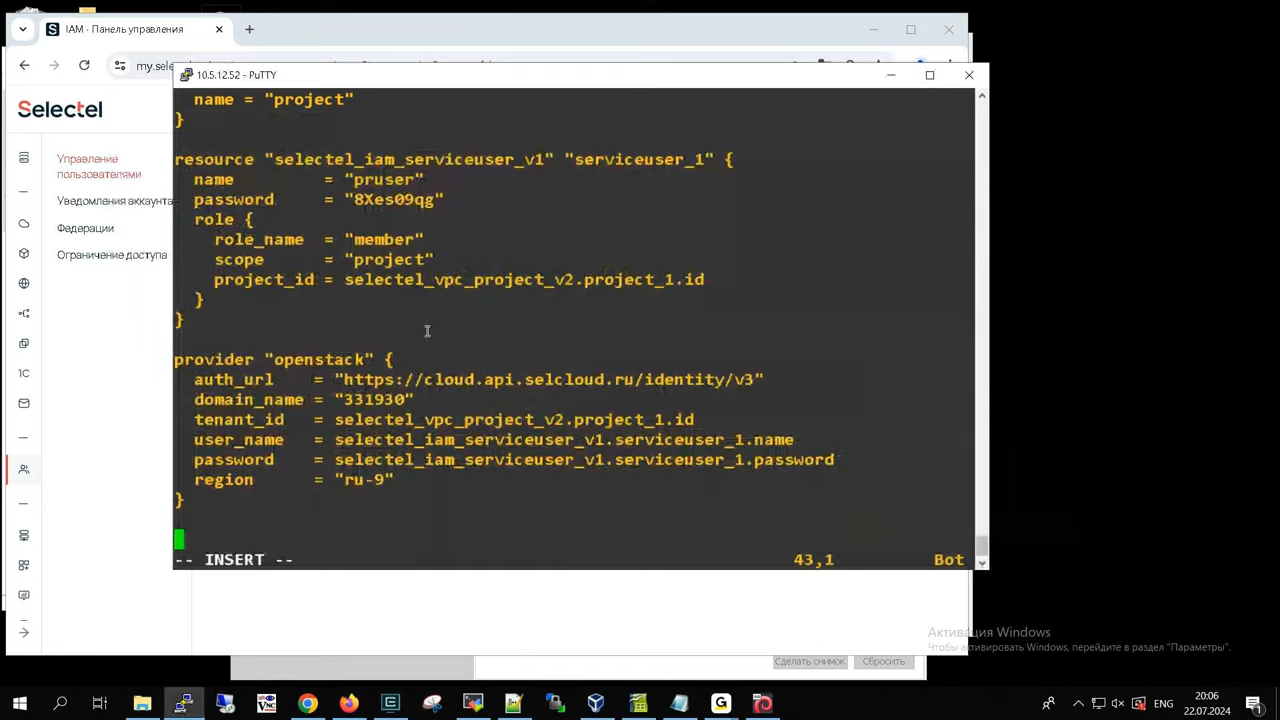 IAM · Панель управления
my.sele
10.5.12.52 - PuTTY
Selectel
Управление
пользователями
Уведомления аккаунта
Федерации
Ограничение доступа
1C
name = "project"
}
resource "selectel_iam_serviceuser_v1" "serviceuser_1" {
name = "pruser"
password = "8Xes09qg"
role {
role_name = "member"
scope = "project"
project_id = selectel_vpc_project_v2.project_1.id
}
}
provider "openstack" {
auth_url = "https://cloud.api.selcloud.ru/identity/v3"
domain_name = "331930"
tenant_id = selectel_vpc_project_v2.project_1.id
user_name = selectel_iam_serviceuser_v1.serviceuser_1.name
password = selectel_iam_serviceuser_v1.serviceuser_1.password
region = "ru-9"
}
-- INSERT -- 43,1 Bot
Активация Windows
Чтобы активировать Windows, перейдите в раздел "Параметры".
Сделать снимок Сбросить
ENG
20:06
22.07.2024